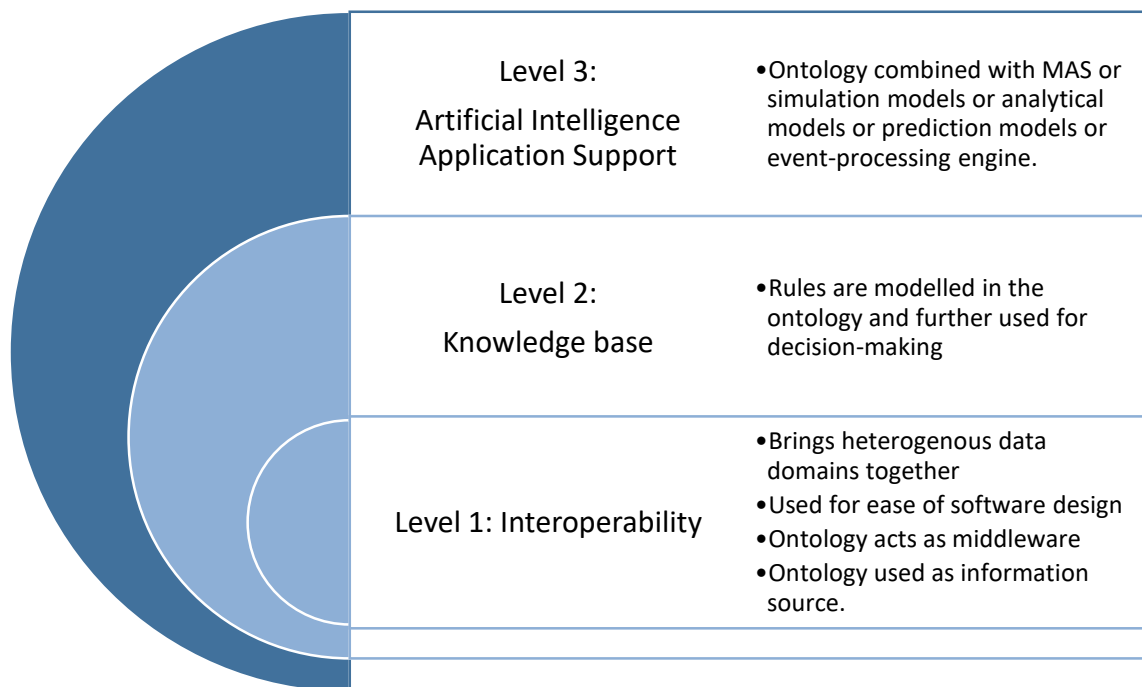 Level 3:
Artificial Intelligence
Application Support
•Ontology combined with MAS or
simulation models or analytical
models or prediction models or
event-processing engine.
Level 2:
Knowledge base
•Rules are modelled in the
ontology and further used for
decision-making
Level 1: Interoperability
•Brings heterogenous data
domains together
•Used for ease of software design
•Ontology acts as middleware
•Ontology used as information
source.